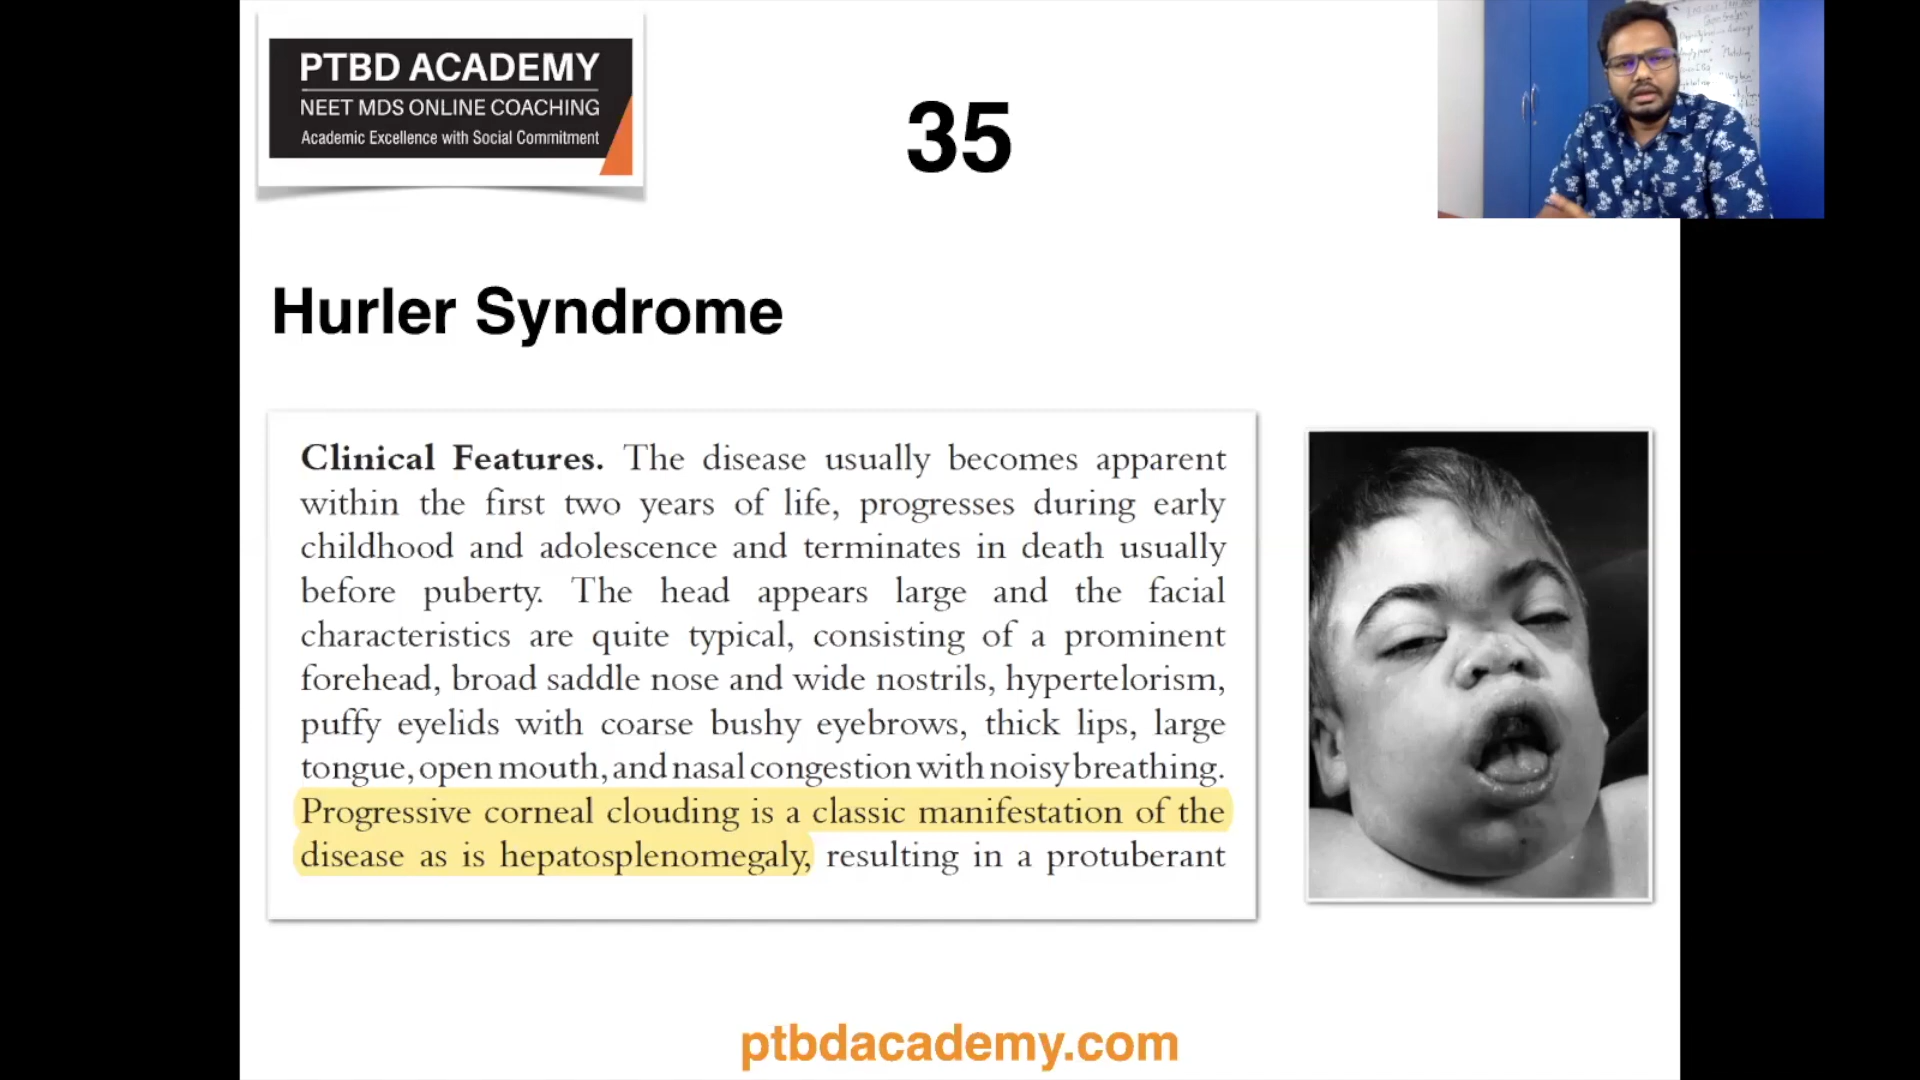 PTBD ACADEMY
NEET MDS ONLINE COACHING
Academic Excellence with Social Commitment
35
Hurler Syndrome
Clinical Features. The disease usually becomes apparent
within the first two years of life, progresses during early
childhood and adolescence and terminates in death usually
before puberty. The head appears large and the facial
characteristics are quite typical, consisting of a prominent
forehead, broad saddle nose and wide nostrils, hypertelorism,
puffy eyelids with coarse bushy eyebrows, thick lips, large
tongue, open mouth, and nasal congestion with noisy breathing.
Progressive corneal clouding is a classic manifestation of the
disease as is hepatosplenomegaly, resulting in a protuberant
ptbdacademy.com